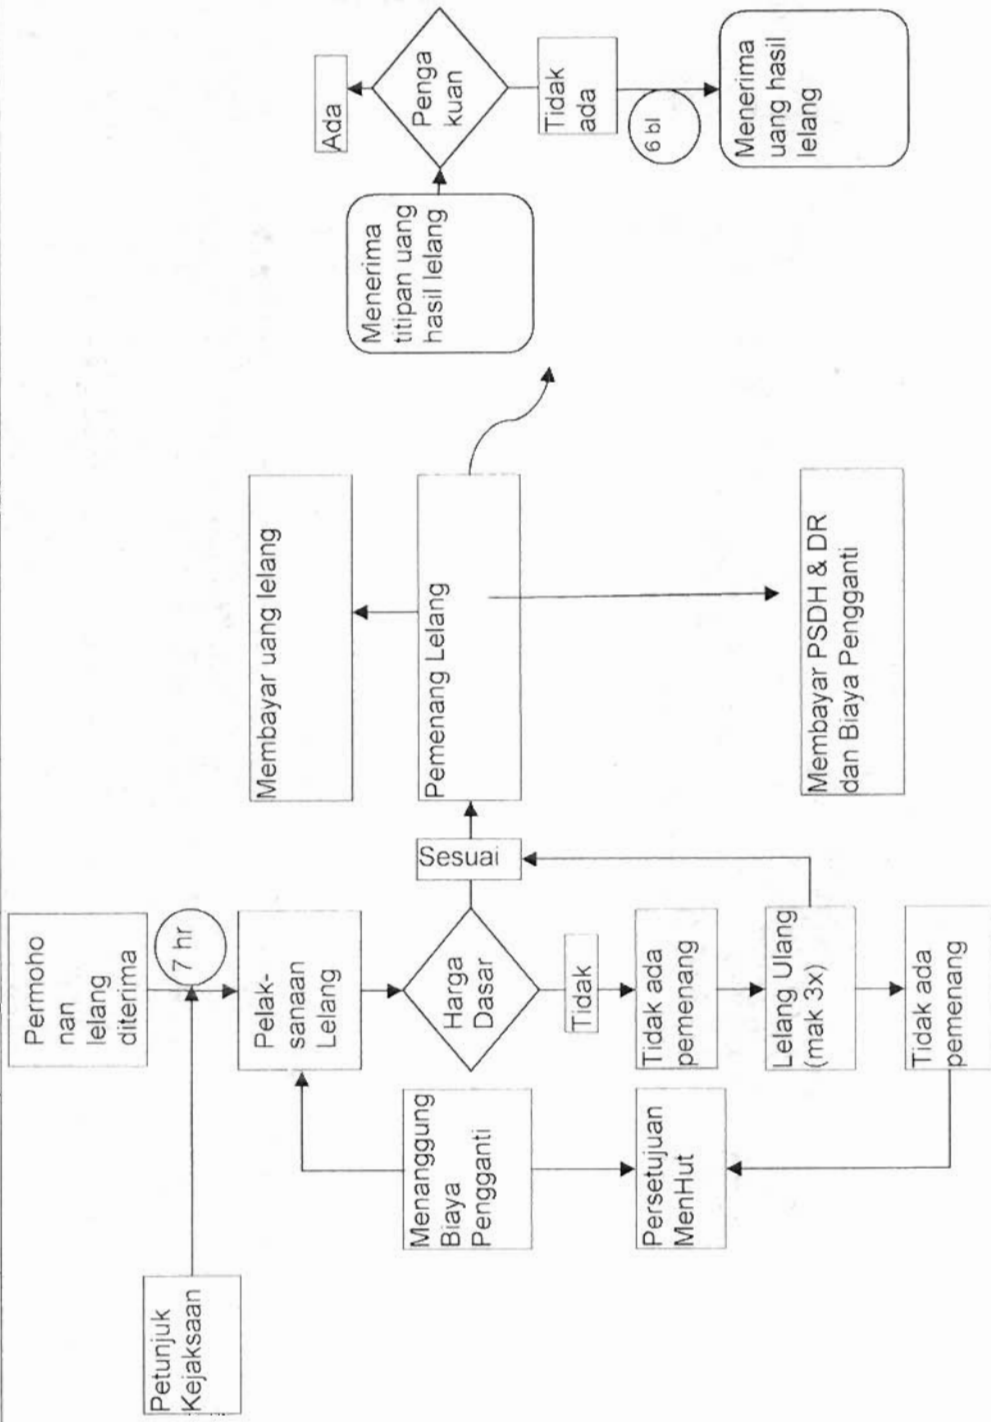 Permoho
nan
lelang
diterima
7 hr
Petunjuk
Kejaksaan
Pelak-
sanaan
Lelang
Harga
Dasar
Sesuai
Tidak
Menanggung
Biaya
Pengganti
Tidak ada
pemenang
Persetujuan
MenHut
Lelang Ulang
(mak 3x)
Tidak ada
pemenang
Membayar uang lelang
Pemenang Lelang
Membayar PSDH & DR
dan Biaya Pengganti
Menerima
titipan uang
hasil lelang
Ada
Penga
kuan
Tidak
ada
6 bl
Menerima
uang hasil
lelang